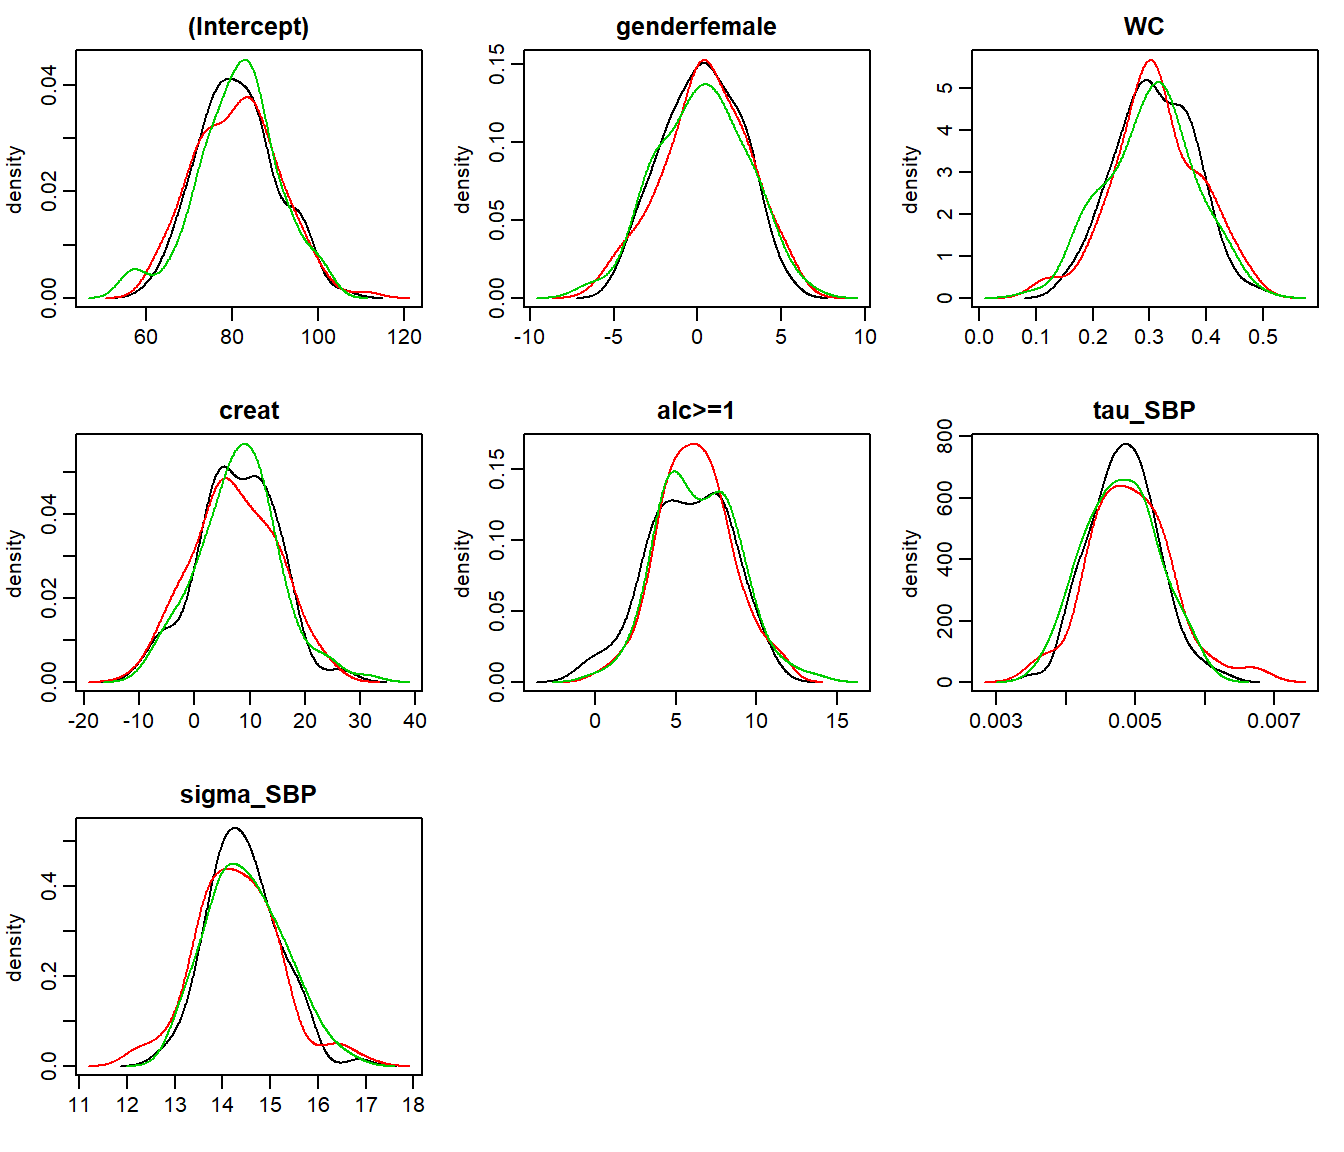 (Intercept) genderfemale WC
density 0.00 0.02 0.04 density 0.00 0.05 0.10 0.15 density 0 1 2 3 4 5
60 80 100 120 -10 -5 0 5 10 0.0 0.1 0.2 0.3 0.4 0.5
creat alc>=1 tau_SBP
density 0.00 0.02 0.04 density 0.00 0.05 0.10 0.15 density 0 200 400 600 800
-20 -10 0 10 20 30 40 0 5 10 15 0.003 0.005 0.007
sigma_SBP
density 0.0 0.2 0.4
11 12 13 14 15 16 17 18